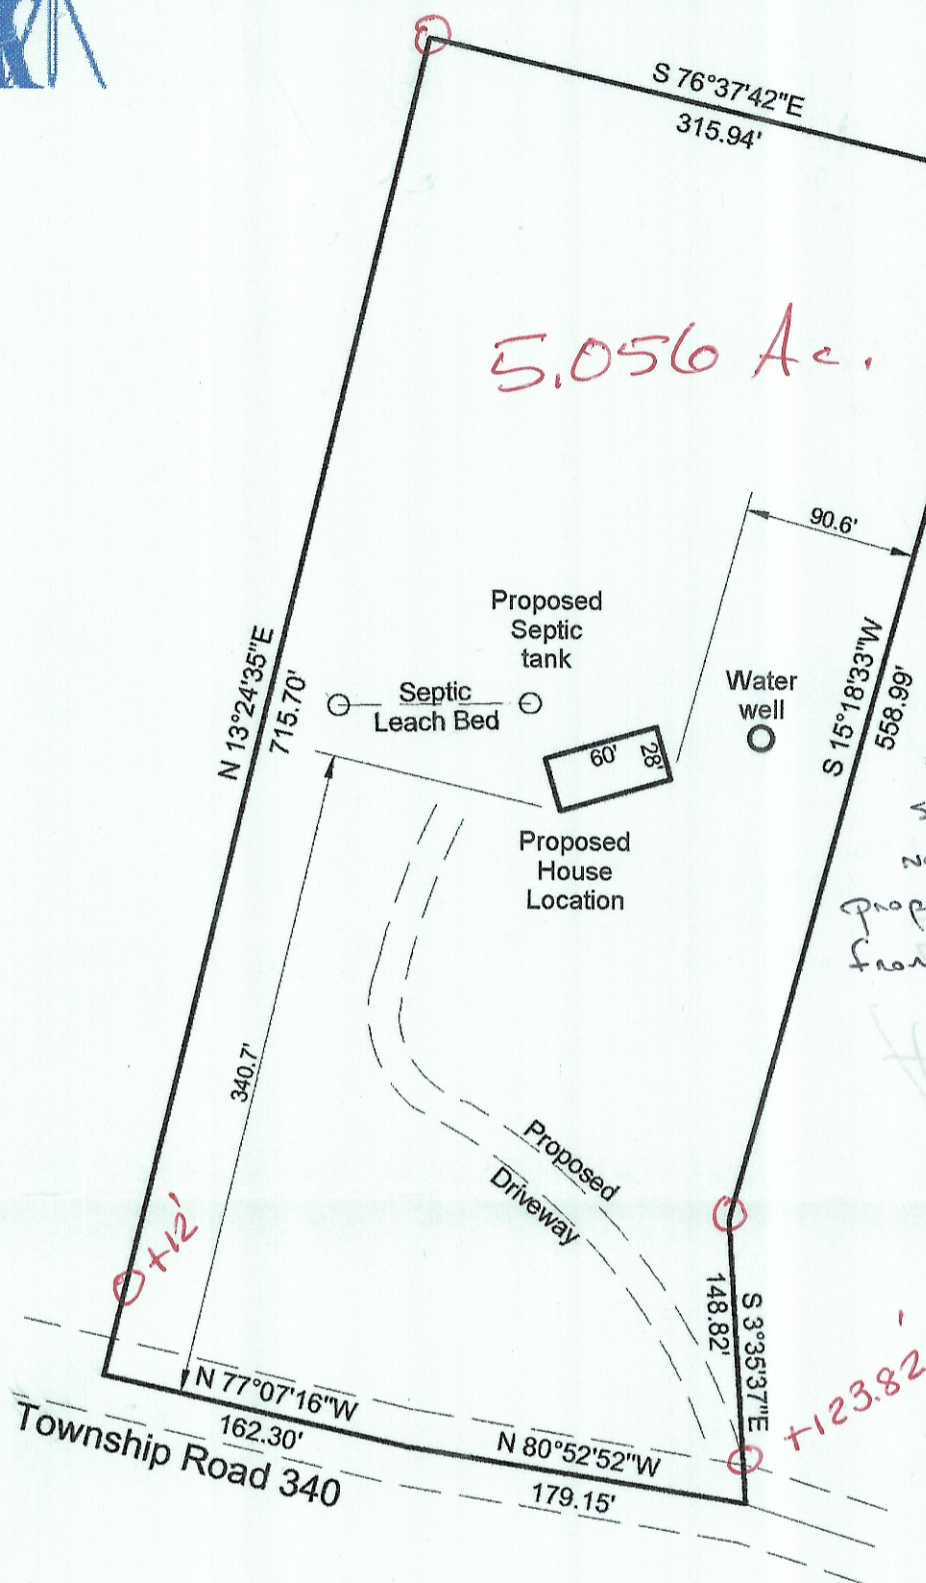 S 76°37'42"E
315.94'
5.056 Ac.
90.6'
Proposed
Septic
tank
Septic
Leach Bed
Water
well
N 13°24'35"E
715.70'
S 15°18'33"W
558.99'
60'
28'
Proposed
House
Location
340.7'
Proposed
Driveway
+12'
148.82'
S 3°35'37"E
+123.82'
N 77°07'16"W
162.30'
N 80°52'52"W
179.15'
Township Road 340